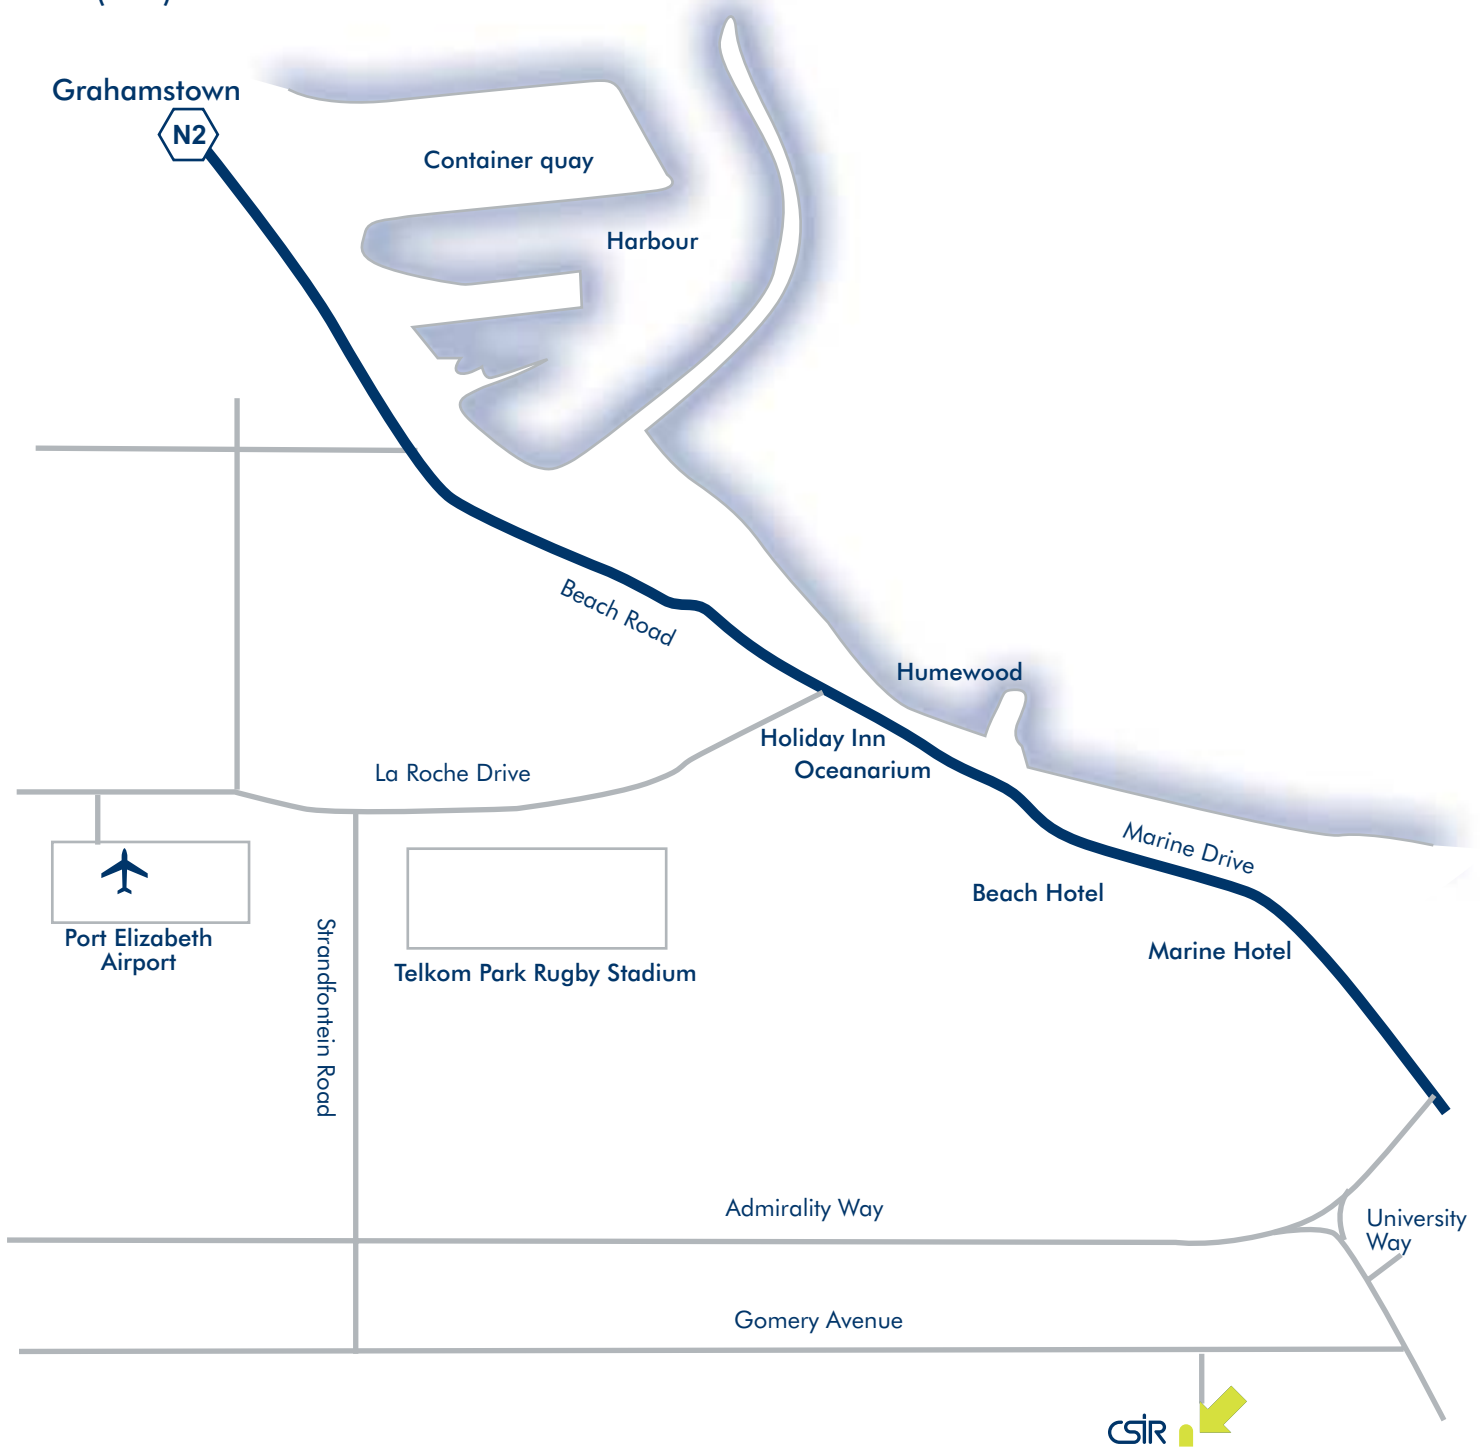 Grahamstown
N2
Container quay
Harbour
Beach Road
Humewood
Holiday Inn
Oceanarium
La Roche Drive
Marine Drive
Beach Hotel
Port Elizabeth
Airport
Strandfontein Road
Telkom Park Rugby Stadium
Marine Hotel
Admirality Way
University
Way
Gomery Avenue
CSIR